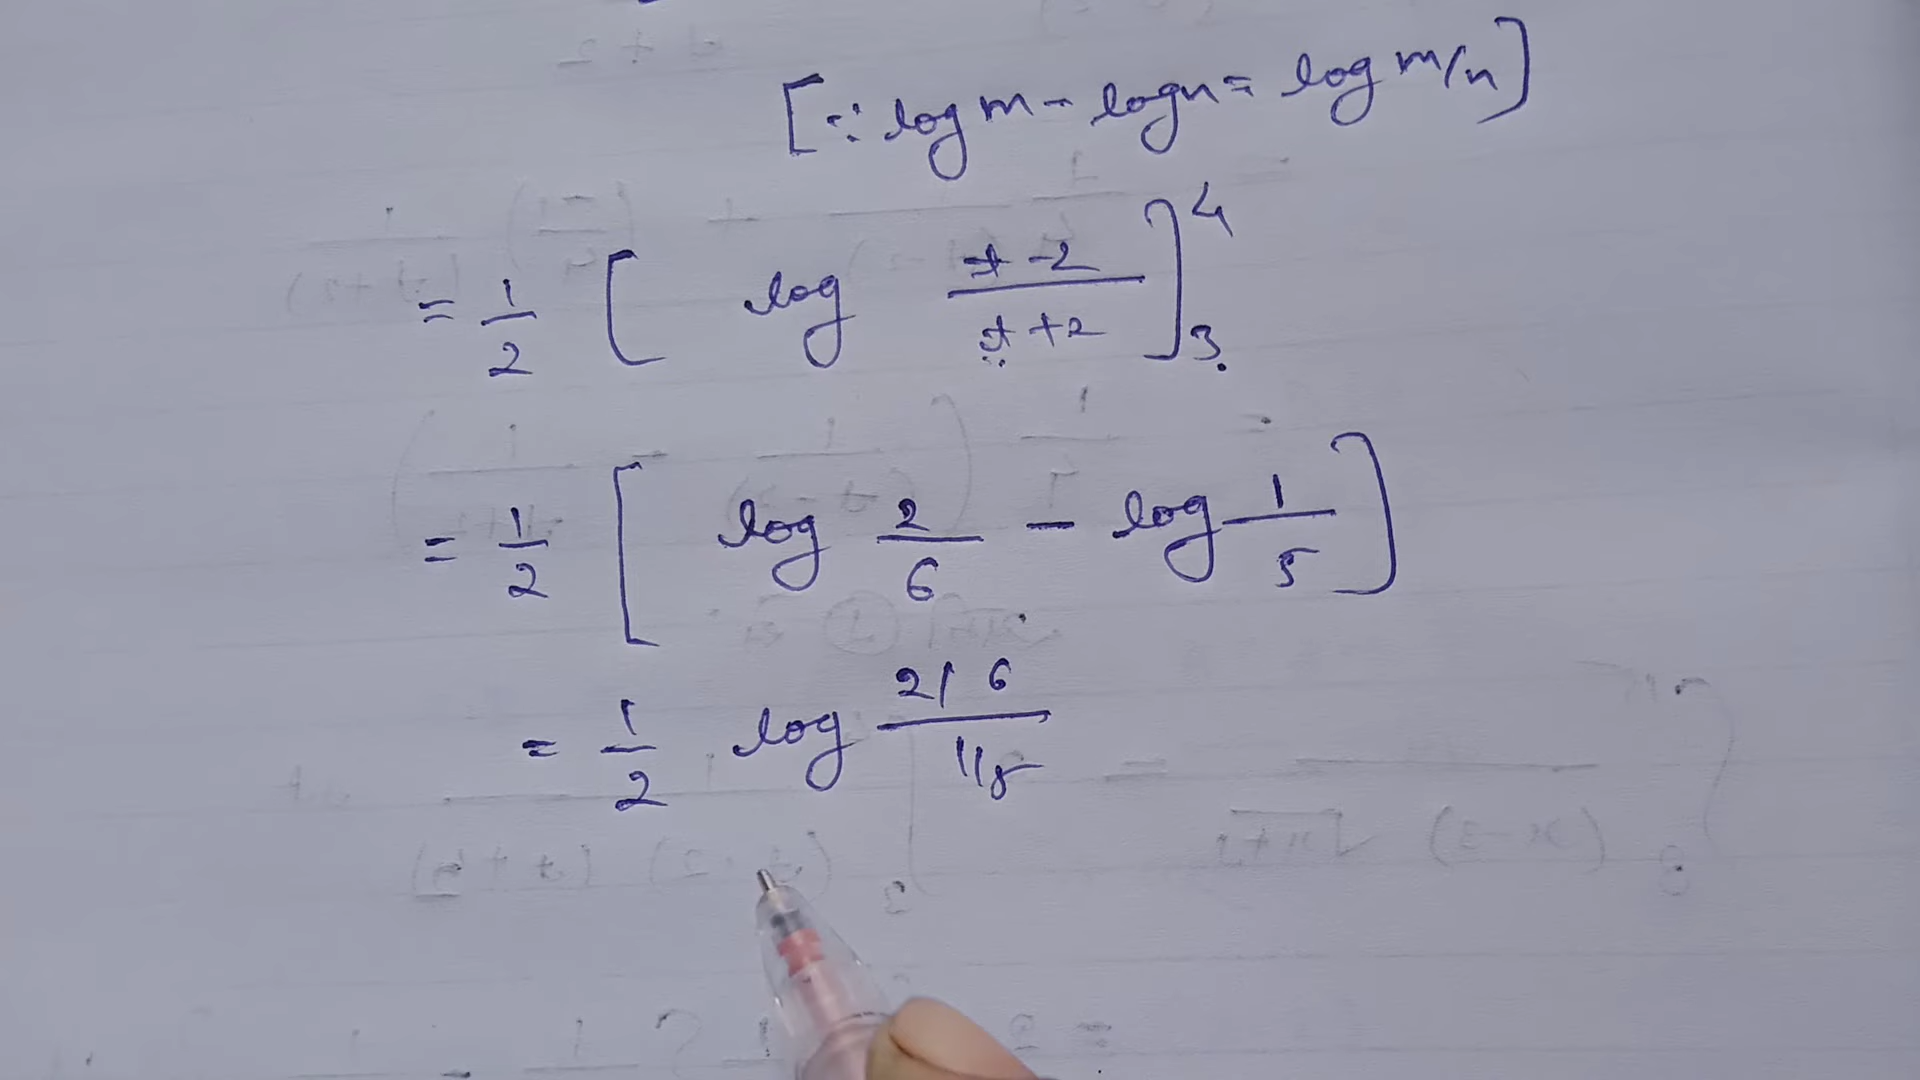 [∵ log m - log n = log m/n]
= 1/2 [ log (t-2)/(t+2) ]₃⁴
= 1/2 [ log 2/6 - log 1/5 ]
= 1/2 log (2/6)/(1/5)